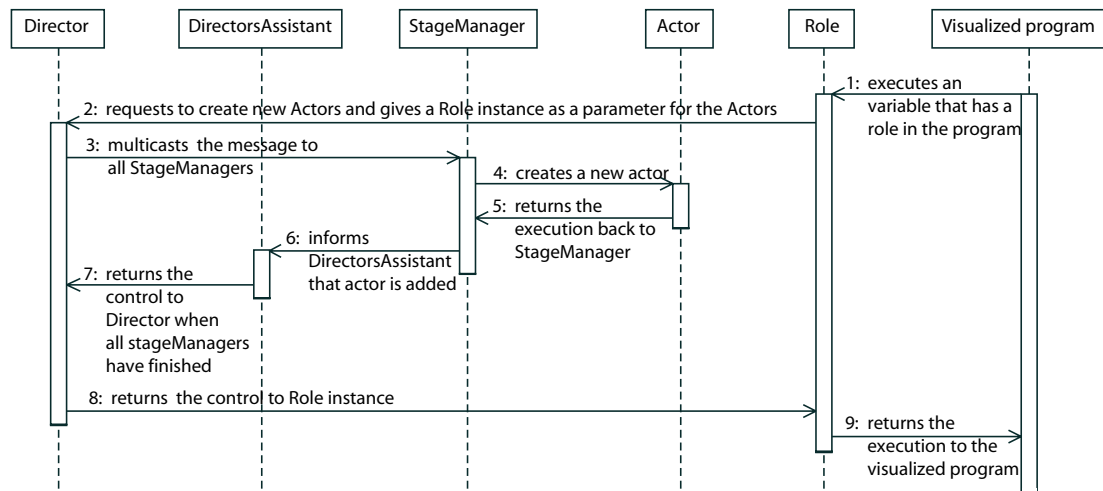 Director
DirectorsAssistant
StageManager
Actor
Role
Visualized program
1: executes an
variable that has a
role in the program
2: requests to create new Actors and gives a Role instance as a parameter for the Actors
3: multicasts the message to
all StageManagers
4: creates a new actor
5: returns the
execution back to
StageManager
6: informs
DirectorsAssistant
that actor is added
7: returns the
control to
Director when
all stageManagers
have finished
8: returns the control to Role instance
9: returns the
execution to the
visualized program